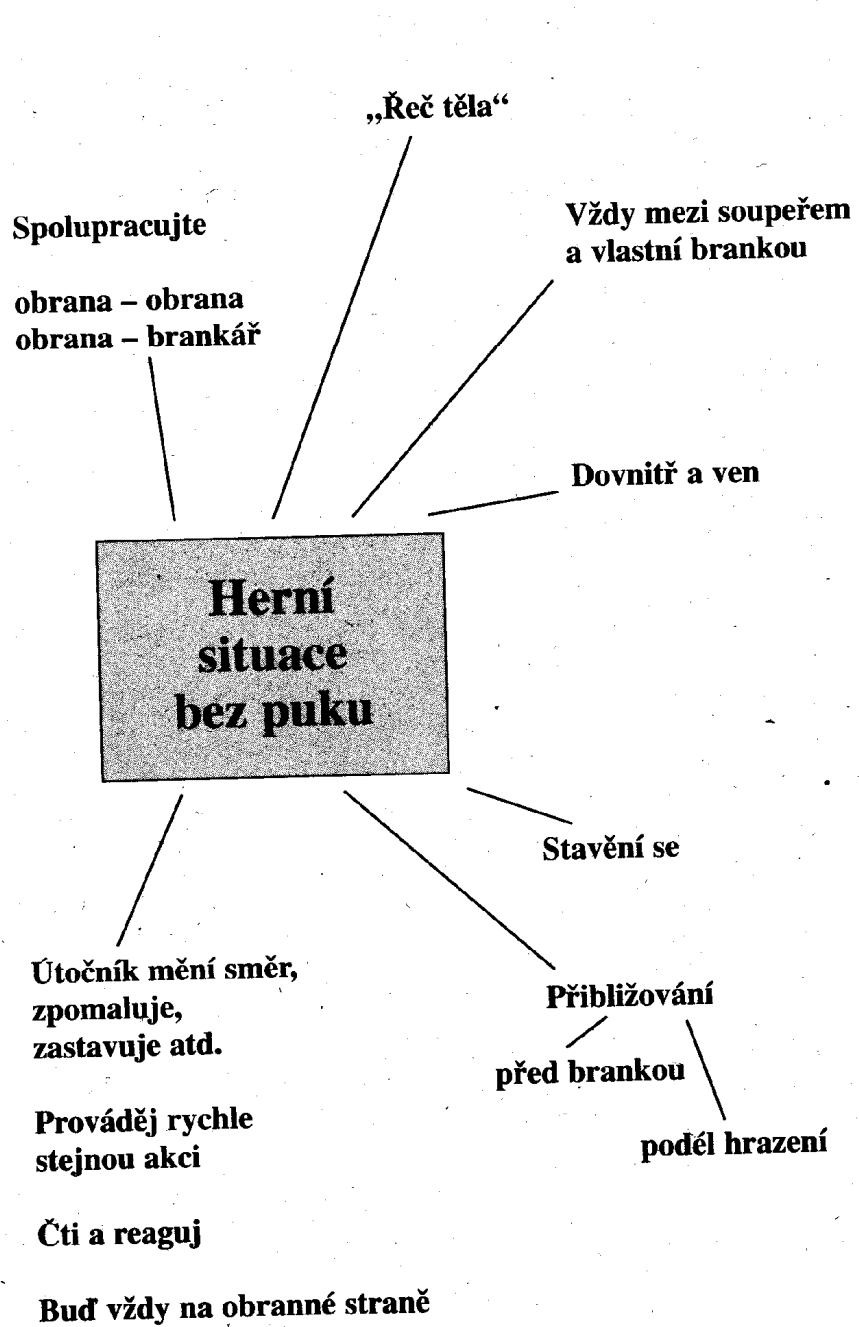 „Řeč těla“
Spolupracujte
obrana – obrana
obrana – brankář
Vždy mezi soupeřem
a vlastní brankou
Dovnitř a ven
Herní
situace
bez puku
Stavění se
Útočník mění směr,
zpomaluje,
zastavuje atd.
Prováděj rychle
stejnou akci
Čti a reaguj
Buď vždy na obranné straně
Přibližování
před brankou
podél hrazení